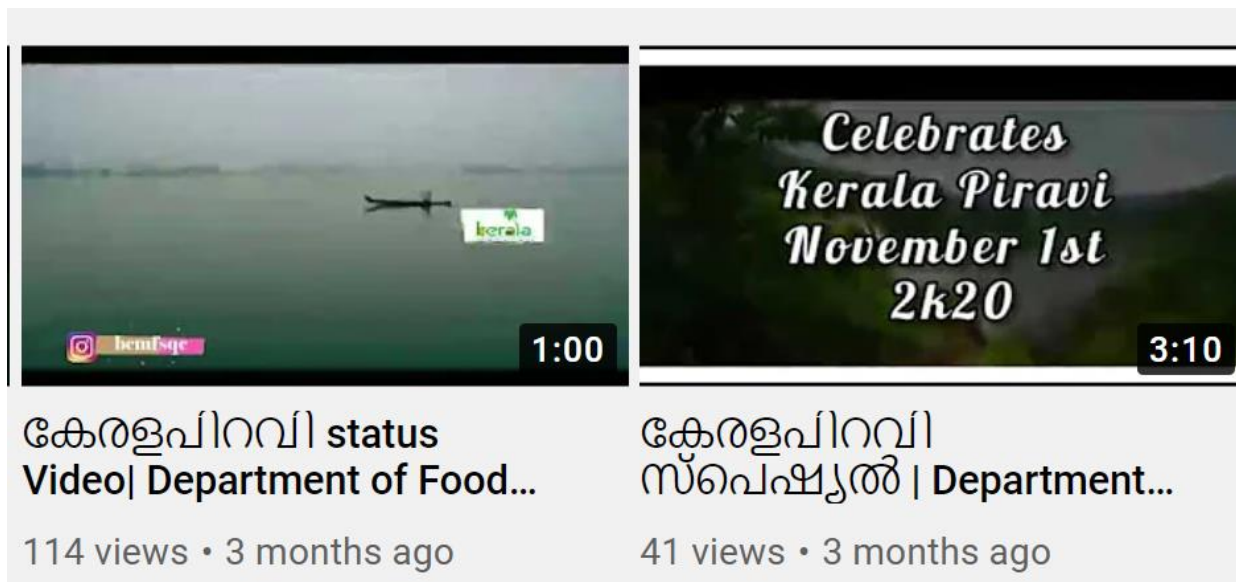 kerala
bcmfsqc
1:00
കേരളപിറവി status
Video| Department of Food...
114 views • 3 months ago
Celebrates
Kerala Piravi
November 1st
2k20
3:10
കേരളപിറവി
സ്പെഷ്യൽ | Department...
41 views • 3 months ago